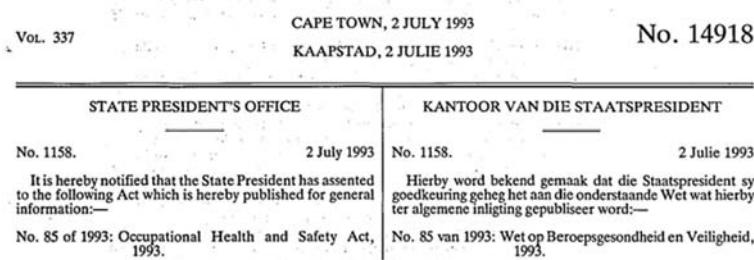 VOL. 337
CAPE TOWN, 2 JULY 1993
KAAPSTAD, 2 JULIE 1993
No. 14918
STATE PRESIDENT'S OFFICE
No. 1158. 2 July 1993
It is hereby notified that the State President has assented
to the following Act which is hereby published for general
information:—
No. 85 of 1993: Occupational Health and Safety Act,
1993.
KANTOOR VAN DIE STAATSPRESIDENT
No. 1158. 2 Julie 1993
Hierby word bekend gemaak dat die Staatspresident sy
goedkeuring geheg het aan die onderstaande Wet wat hierby
ter algemene inligting gepubliseer word:—
No. 85 van 1993: Wet op Beroepsgesondheid en Veiligheid,
1993.